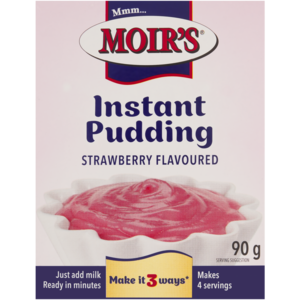 Mmm...
MOIR'S®
Instant
Pudding
STRAWBERRY FLAVOURED
90 g
SERVING SUGGESTION
Just add milk
Ready in minutes
Make it 3 ways*
Makes
4 servings